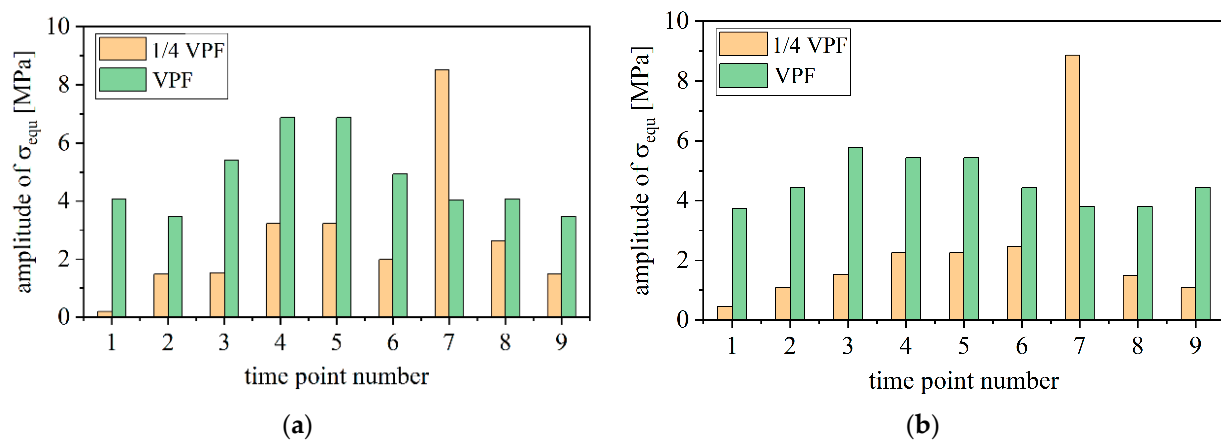 10
8
6
4
2
0
amplitude of σequ [MPa]
1/4 VPF
VPF
1 2 3 4 5 6 7 8 9
time point number
(a)
10
8
6
4
2
0
amplitude of σequ [MPa]
1/4 VPF
VPF
1 2 3 4 5 6 7 8 9
time point number
(b)